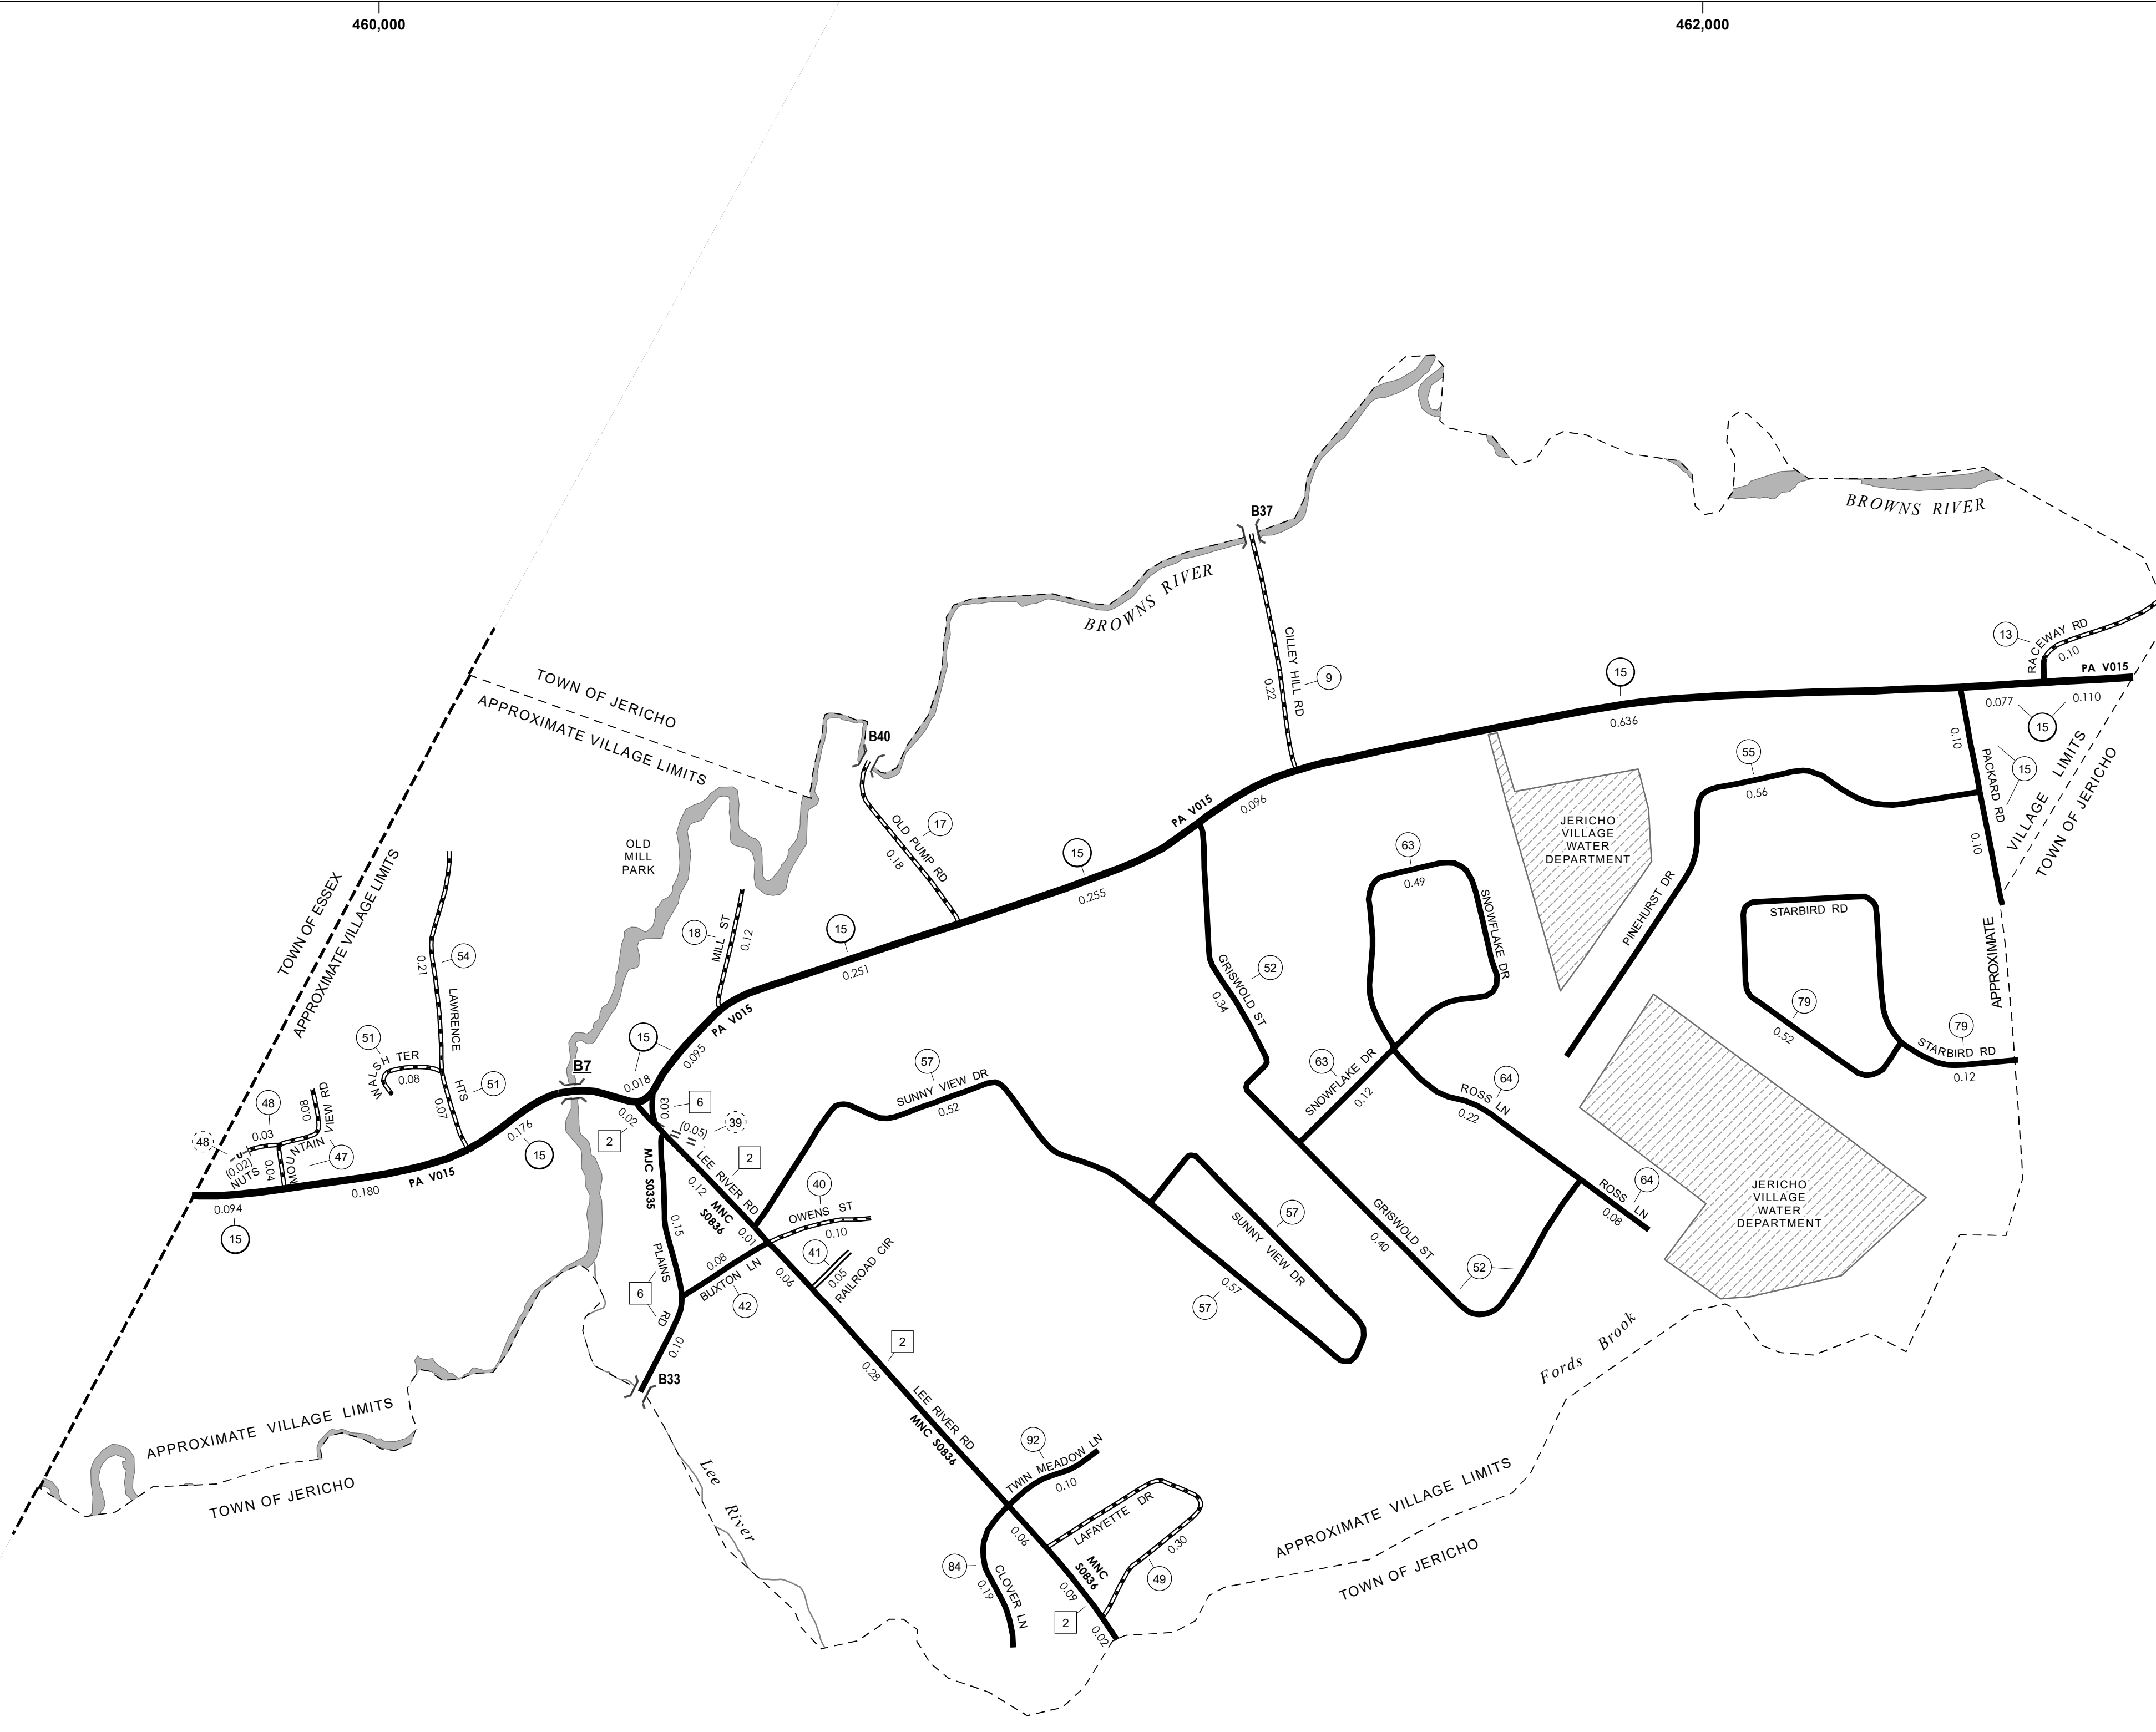 460,000
462,000
B37
BROWNS RIVER
BROWNS RIVER
CILLEY HILL RD
0.22
9
13
RACEWAY RD
0.10
PA V015
15
0.636
0.077
0.110
15
TOWN OF JERICHO
APPROXIMATE VILLAGE LIMITS
B40
OLD PUMP RD
17
0.18
PA V015
0.096
15
0.255
15
0.251
0.10
PACKARD RD
15
0.10
VILLAGE LIMITS
TOWN OF JERICHO
APPROXIMATE
55
0.56
PINEHURST DR
JERICHO
VILLAGE
WATER
DEPARTMENT
OLD
MILL
PARK
TOWN OF ESSEX
APPROXIMATE VILLAGE LIMITS
18
MILL ST
0.12
PA V015
15
0.095
0.018
54
0.21
LAWRENCE
HTS
51
0.07
51
WALSH TER
0.08
B7
0.176
15
48
0.03
0.08
MOUNTAIN VIEW RD
47
0.04
48
(0.02)
NUTS
0.094
15
0.180
PA V015
63
0.49
SNOWFLAKE DR
52
GRISWOLD ST
0.34
63
SNOWFLAKE DR
0.12
64
ROSS LN
0.22
64
ROSS LN
0.08
STARBIRD RD
79
0.52
79
STARBIRD RD
0.12
JERICHO
VILLAGE
WATER
DEPARTMENT
GRISWOLD ST
0.40
52
57
SUNNY VIEW DR
0.52
57
SUNNY VIEW DR
0.57
57
0.02
0.03
6
2
(0.05)
39
2
LEE RIVER RD
0.12
MNC
S0836
MJC S0335
0.15
PLAINS
RD
6
0.10
B33
0.01
40
OWENS ST
0.10
0.08
BUXTON LN
42
41
0.05
RAILROAD CIR
0.06
2
0.28
LEE RIVER RD
MNC S0836
92
TWIN MEADOW LN
0.10
0.06
LAFAYETTE DR
0.30
49
MNC
S0836
0.09
2
0.02
84
CLOVER LN
0.19
Lee River
Fords Brook
APPROXIMATE VILLAGE LIMITS
TOWN OF JERICHO
APPROXIMATE VILLAGE LIMITS
TOWN OF JERICHO